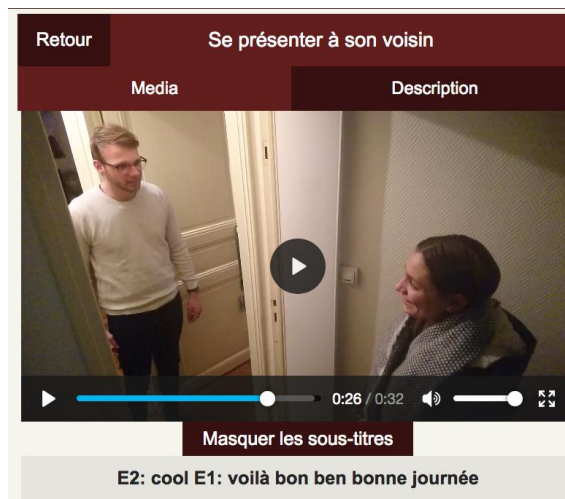 Retour
Se présenter à son voisin
Media
Description
0:26 / 0:32
Masquer les sous-titres
E2: cool E1: voilà bon ben bonne journée